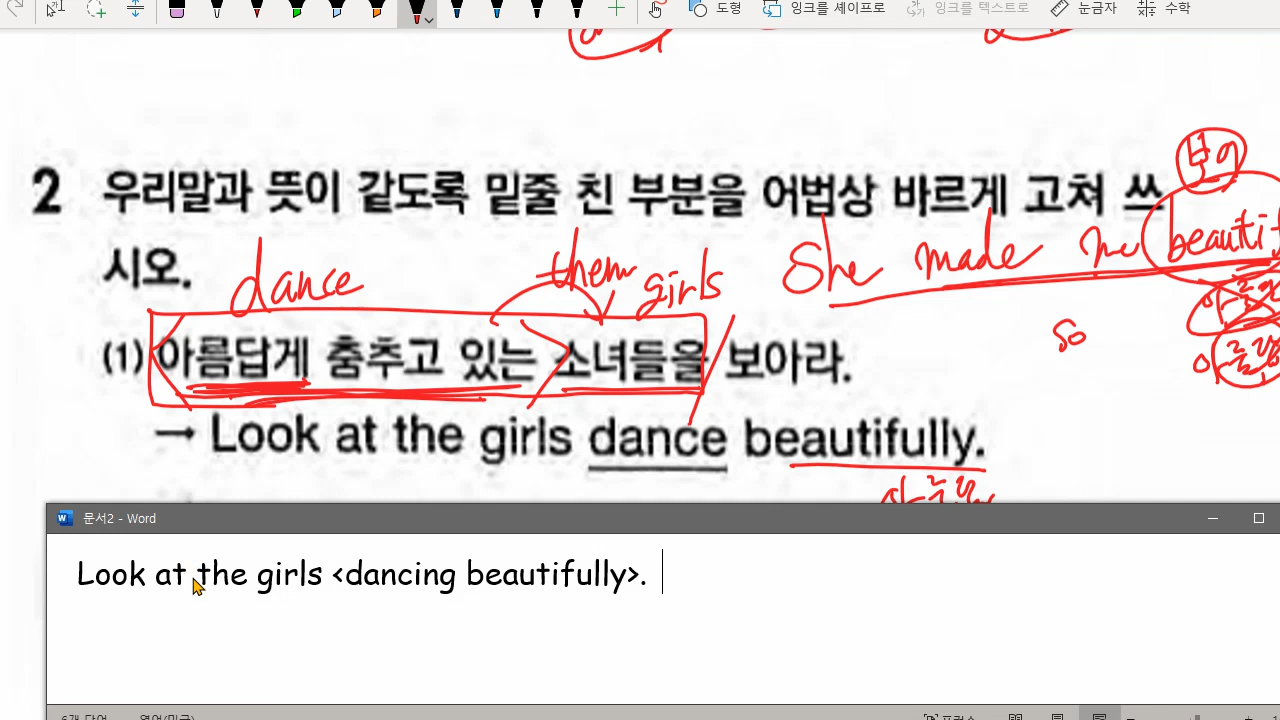 도형 잉크를 셰이프로 잉크를 텍스트로 눈금자 수학
2 우리말과 뜻이 같도록 밑줄 친 부분을 어법상 바르게 고쳐 쓰
시오.
보이
She made me
dance them girls
so
(1) 아름답게 춤추고 있는 소녀들을 보아라.
→ Look at the girls dance beautifully.
문서2 - Word
Look at the girls <dancing beautifully>.